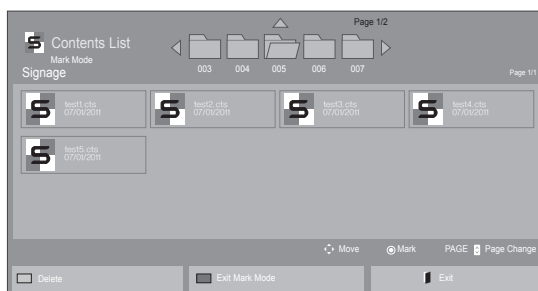 Page 1/2
Contents List
Mark Mode
003 004 005 006 007
Signage
Page 1/1
test1.cts
07/01/2011
test2.cts
07/01/2011
test3.cts
07/01/2011
test4.cts
07/01/2011
test5.cts
07/01/2011
Move Mark PAGE Page Change
Delete Exit Mark Mode Exit